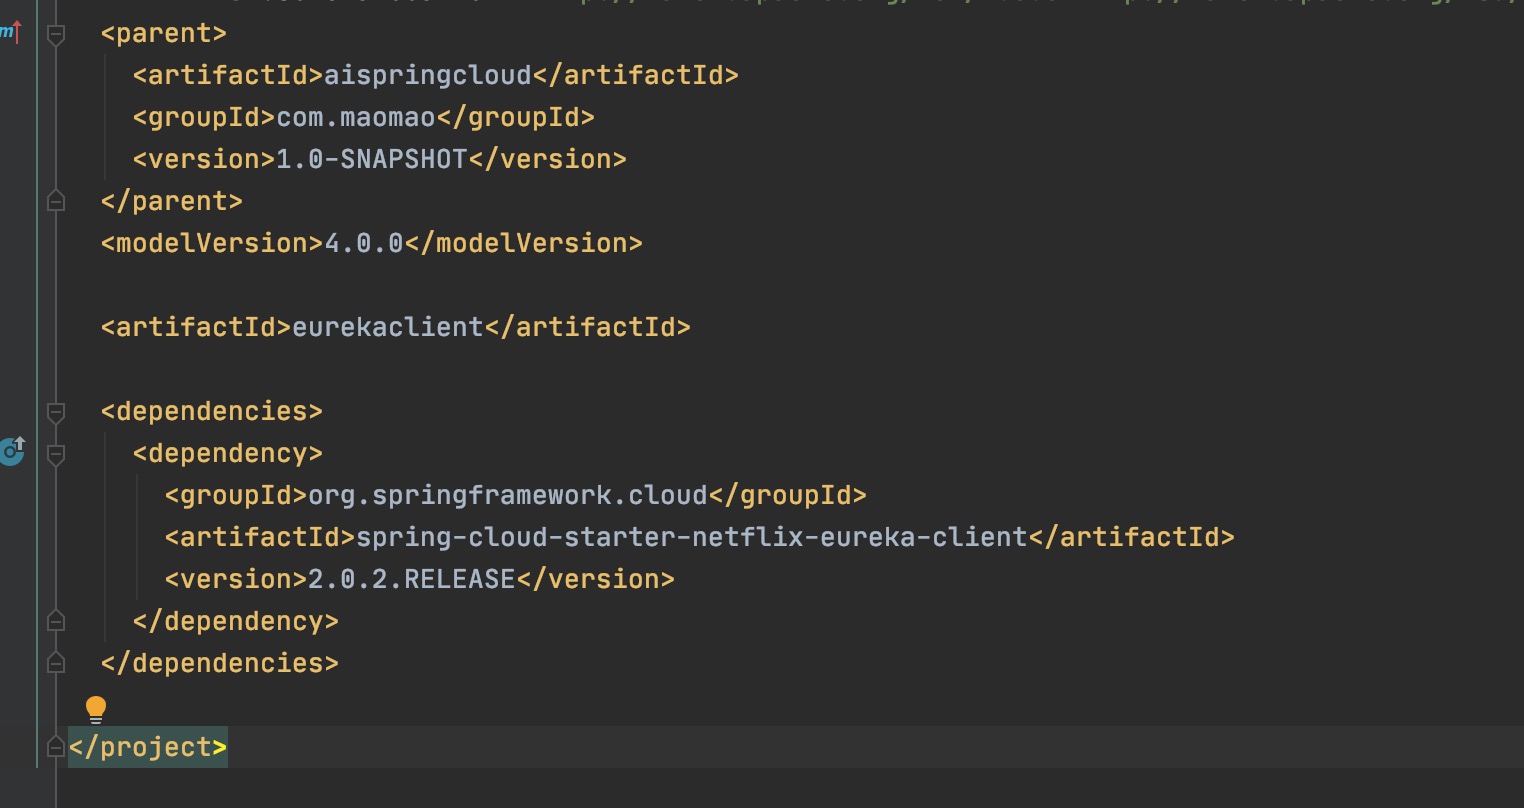 <parent>
<artifactId>aispringcloud</artifactId>
<groupId>com.maomao</groupId>
<version>1.0-SNAPSHOT</version>
</parent>
<modelVersion>4.0.0</modelVersion>
<artifactId>eurekaclient</artifactId>
<dependencies>
<dependency>
<groupId>org.springframework.cloud</groupId>
<artifactId>spring-cloud-starter-netflix-eureka-client</artifactId>
<version>2.0.2.RELEASE</version>
</dependency>
</dependencies>
</project>